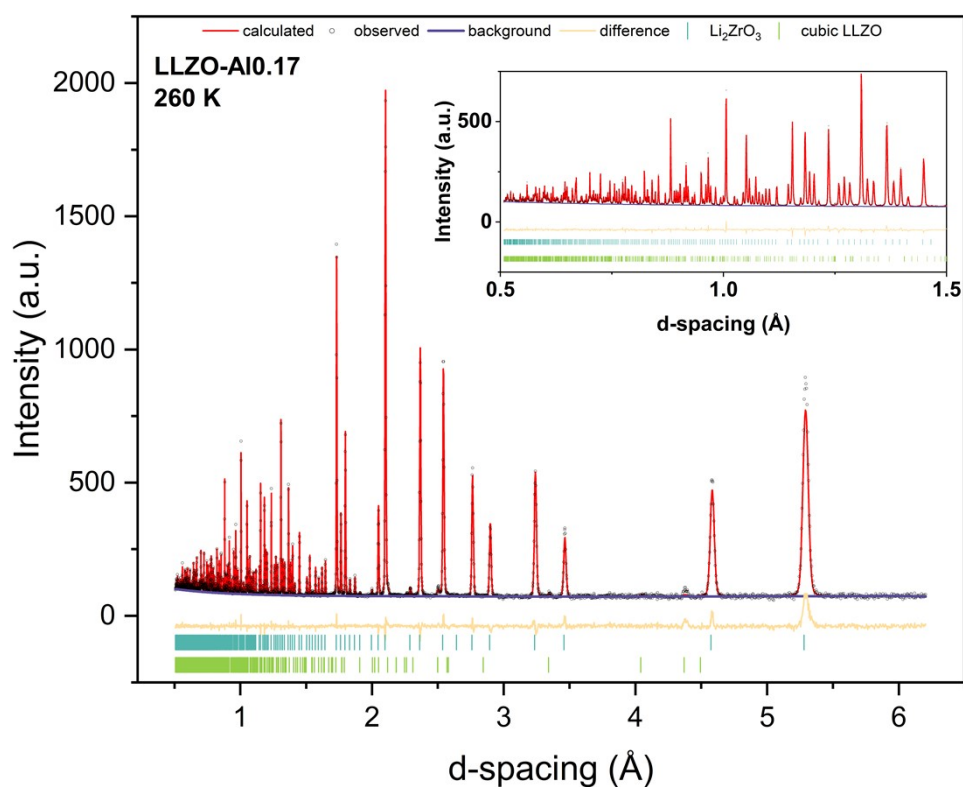 calculated observed background difference Li₂ZrO₃ cubic LLZO
LLZO-Al0.17
260 K
Intensity (a.u.)
2000
1500
1000
500
0
1 2 3 4 5 6
d-spacing (Å)
Intensity (a.u.)
500
0
0.5 1.0 1.5
d-spacing (Å)